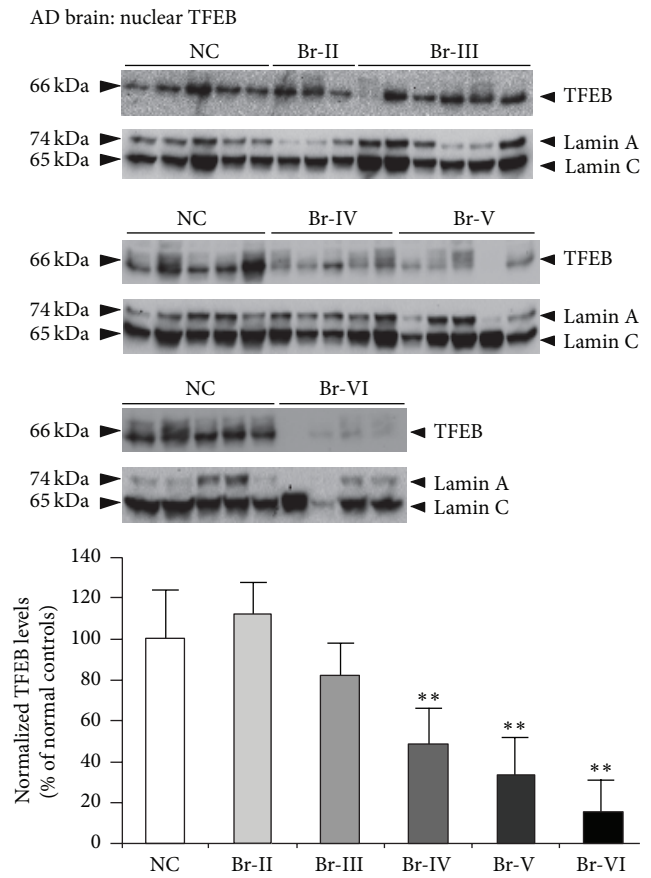 AD brain: nuclear TFEB
NC Br-II Br-III
66 kDa TFEB
74 kDa Lamin A
65 kDa Lamin C
NC Br-IV Br-V
66 kDa TFEB
74 kDa Lamin A
65 kDa Lamin C
NC Br-VI
66 kDa TFEB
74 kDa Lamin A
65 kDa Lamin C
Normalized TFEB levels
(% of normal controls)
140
120
100
80
60
40
20
0
**
**
**
NC Br-II Br-III Br-IV Br-V Br-VI